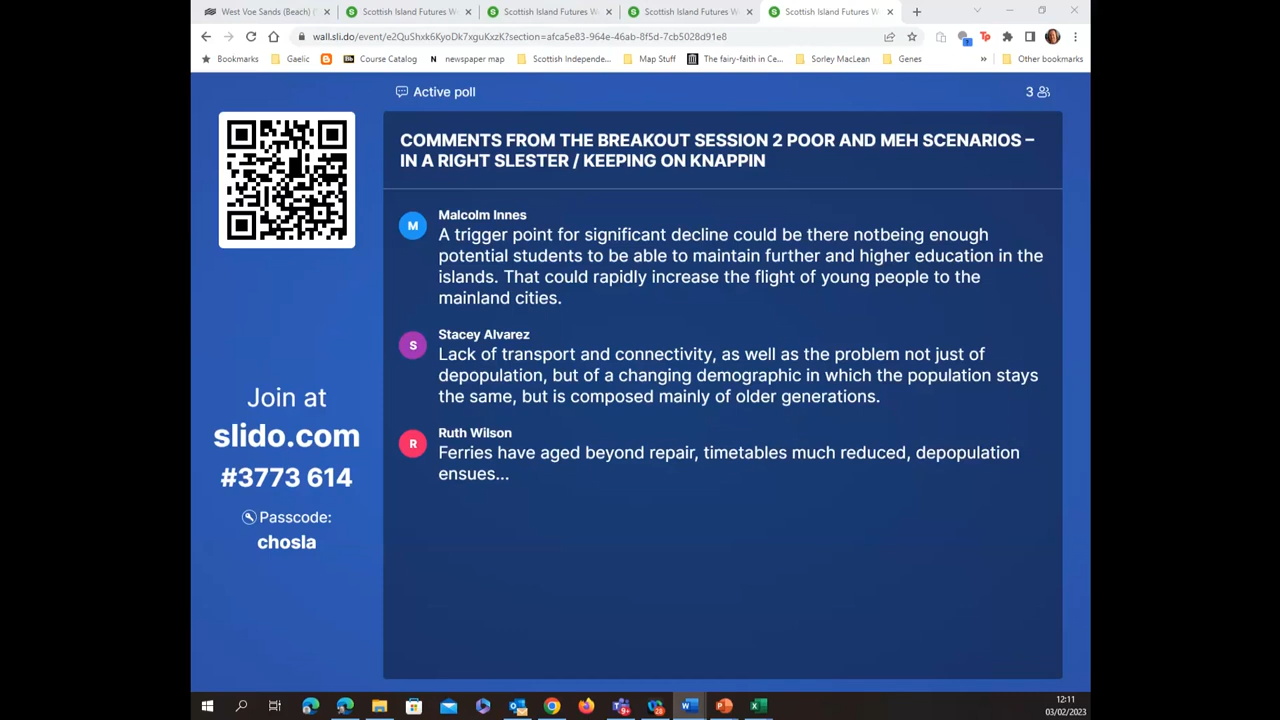 West Voe Sands (Beach) (
Scottish Island Futures W
Scottish Island Futures W
Scottish Island Futures W
Scottish Island Futures W
wall.sli.do/event/e2QuShxk6KyoDk7xguKxzK?section=afca5e83-964e-46ab-8f5d-7cb5028d91e8
Bookmarks
Gaelic
Course Catalog
newspaper map
Scottish Independe...
Map Stuff
The fairy-faith in Ce...
Sorley MacLean
Genes
Other bookmarks
Active poll
3
COMMENTS FROM THE BREAKOUT SESSION 2 POOR AND MEH SCENARIOS –
IN A RIGHT SLESTER / KEEPING ON KNAPPIN
M
Malcolm Innes
A trigger point for significant decline could be there notbeing enough
potential students to be able to maintain further and higher education in the
islands. That could rapidly increase the flight of young people to the
mainland cities.
S
Stacey Alvarez
Lack of transport and connectivity, as well as the problem not just of
depopulation, but of a changing demographic in which the population stays
the same, but is composed mainly of older generations.
R
Ruth Wilson
Ferries have aged beyond repair, timetables much reduced, depopulation
ensues...
Join at
slido.com
#3773 614
Passcode:
chosla
12:11
03/02/2023